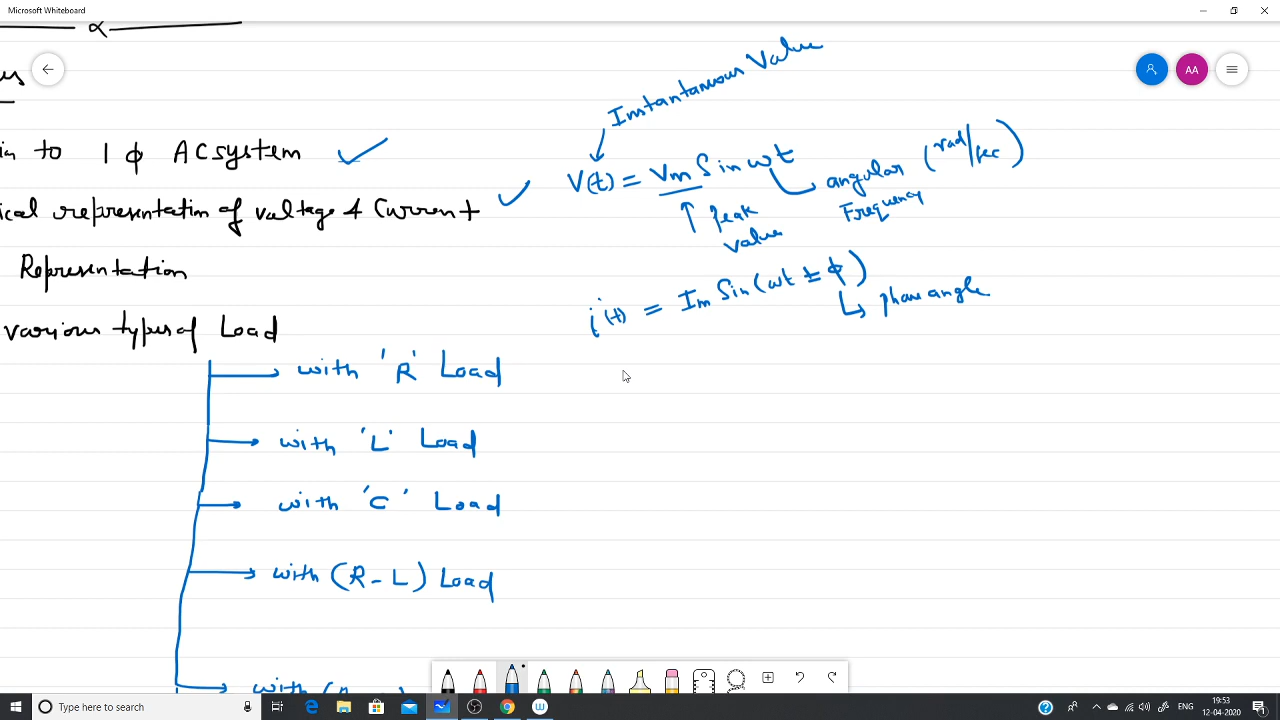 Microsoft Whiteboard
α
AA
to 1 ϕ AC system
representation of voltage & Current
Representation
various types of Load
with 'R' Load
with 'L' Load
with 'C' Load
with (R-L) Load
with (
Instantaneous Value
V(t) = Vm Sin ωt
angular (rad/sec)
Frequency
Peak
value
i(t) = Im Sin(ωt ± ϕ)
phase angle
Type here to search
ENG
19:53
12-04-2020